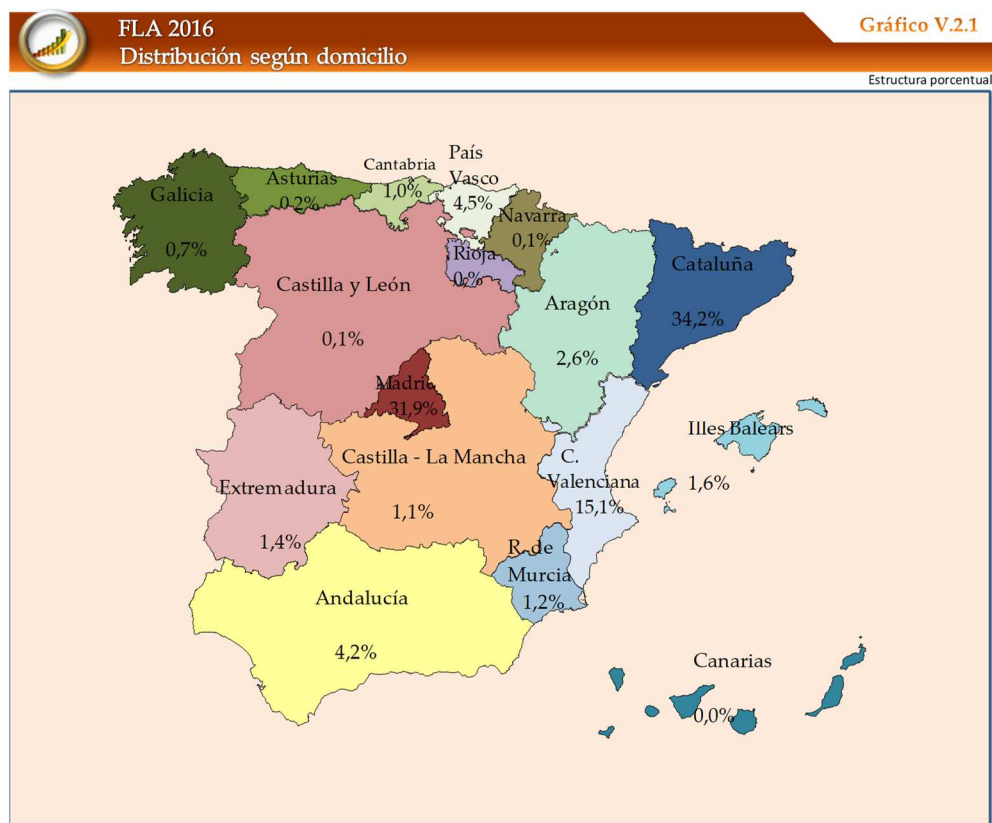 FLA 2016
Distribución según domicilio
Gráfico V.2.1
Estructura porcentual
Galicia
0,7%
Asturias
0,2%
Cantabria
1,0%
País
Vasco
4,5%
Navarra
0,1%
Rioja
0,%
Castilla y León
0,1%
Aragón
2,6%
Cataluña
34,2%
Madrid
31,9%
Castilla - La Mancha
1,1%
C.
Valenciana
15,1%
Illes Balears
1,6%
Extremadura
1,4%
R. de
Murcia
1,2%
Andalucía
4,2%
Canarias
0,0%